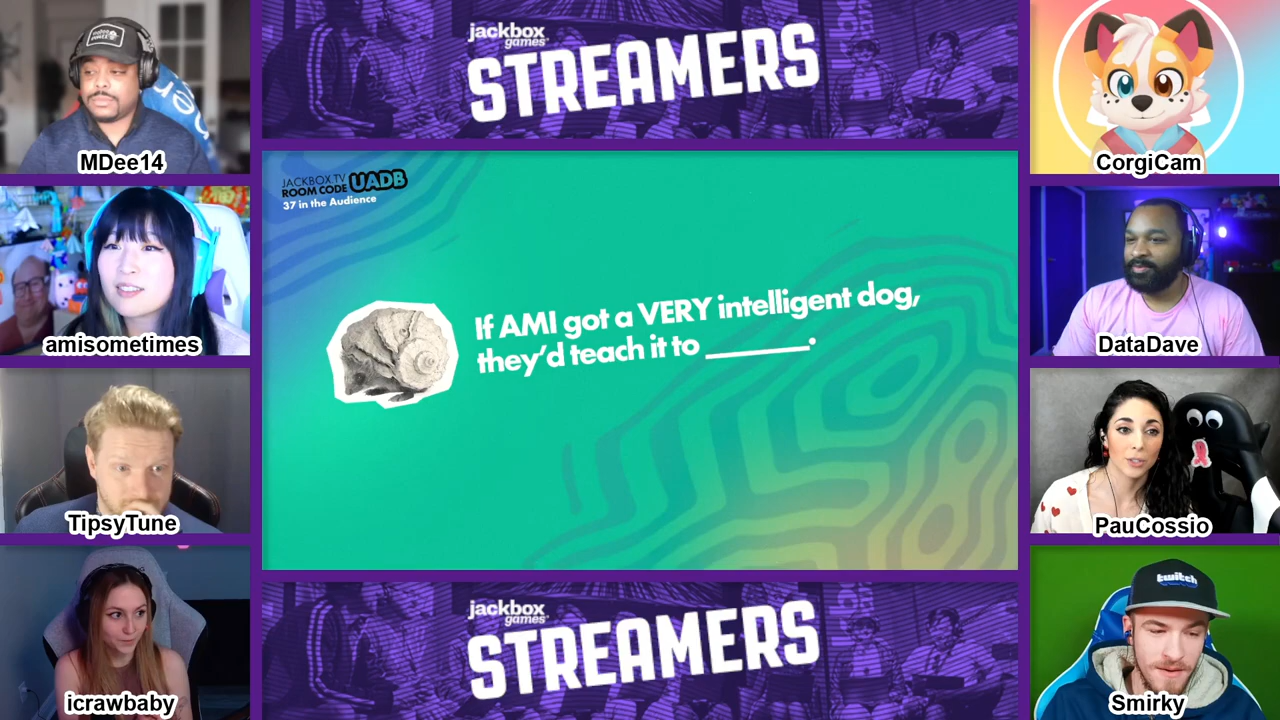 MDee14
amisometimes
TipsyTune
icrawbaby
jackbox
games
STREAMERS
JACKBOX.TV
ROOM CODE UADB
37 in the Audience
If AMI got a VERY intelligent dog,
they'd teach it to ________.
jackbox
games
STREAMERS
CorgiCam
DataDave
PauCossio
twitch
Smirky